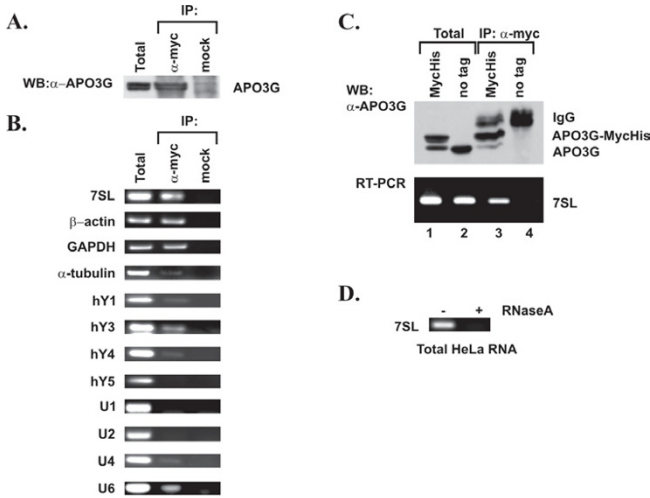 A.
IP:
Total
α-myc
mock
WB:α–APO3G
APO3G
B.
IP:
Total
α-myc
mock
7SL
β–actin
GAPDH
α-tubulin
hY1
hY3
hY4
hY5
U1
U2
U4
U6
C.
Total
IP: α-myc
MycHis
no tag
MycHis
no tag
WB:
α-APO3G
IgG
APO3G-MycHis
APO3G
RT-PCR
7SL
1 2 3 4
D.
- + RNaseA
7SL
Total HeLa RNA